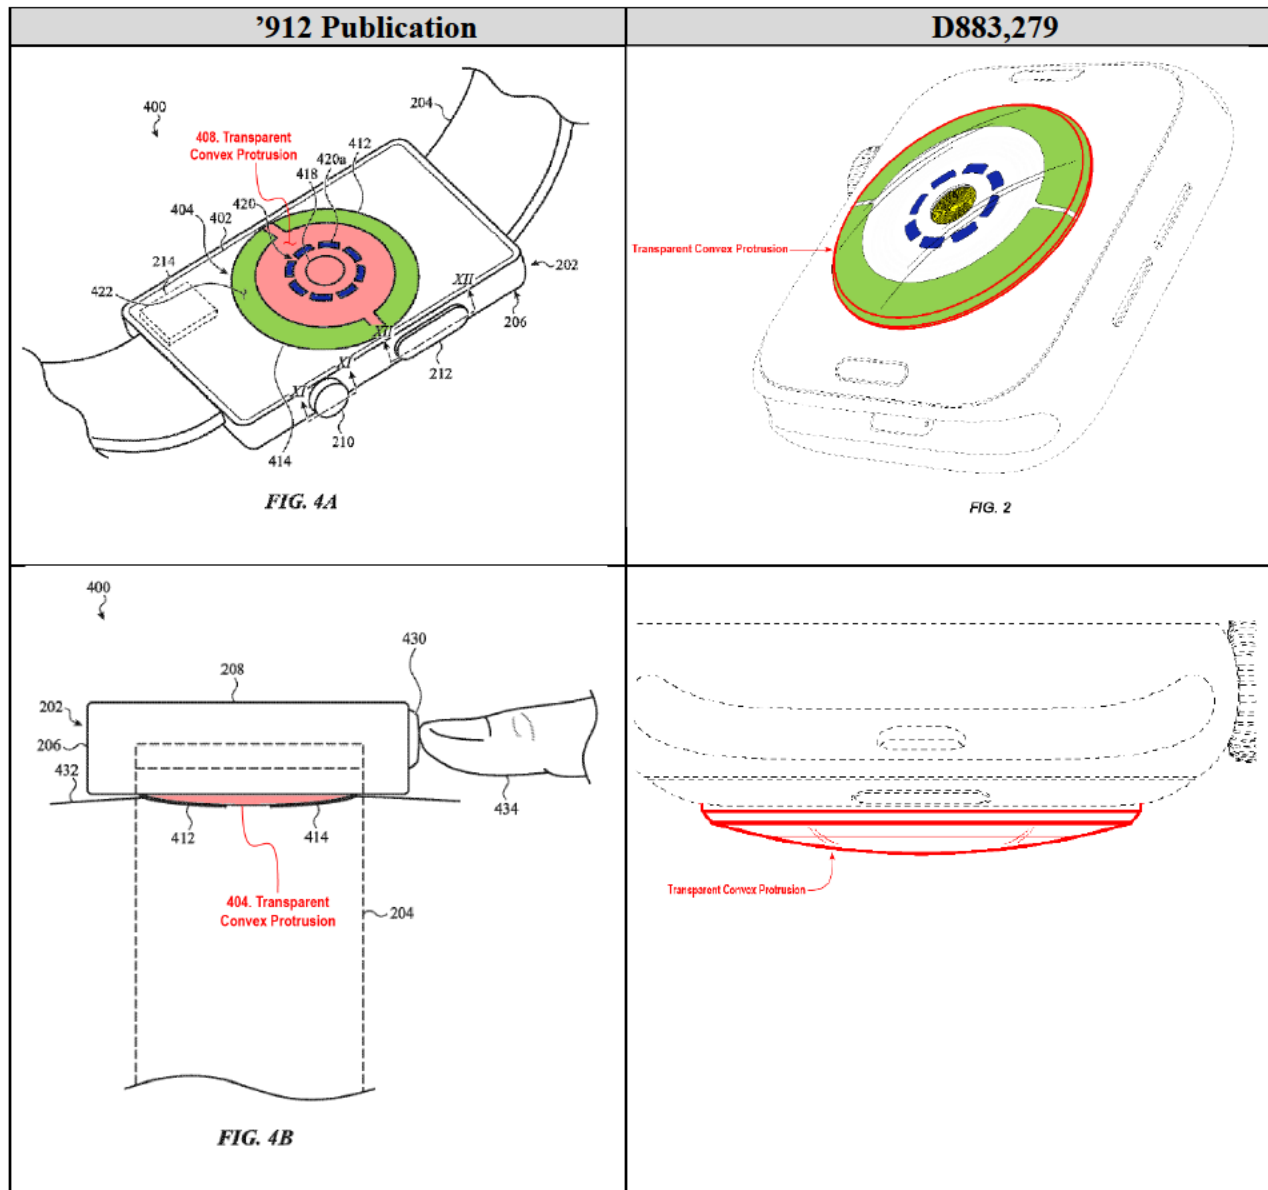 ’912 Publication
D883,279
400
204
408. Transparent
Convex Protrusion
412
420a
418
420
402
404
214
422
XII
202
206
XII
XI
XI
212
210
414
FIG. 4A
Transparent Convex Protrusion
FIG. 2
400
430
208
202
206
432
434
412
414
404. Transparent
Convex Protrusion
204
FIG. 4B
Transparent Convex Protrusion